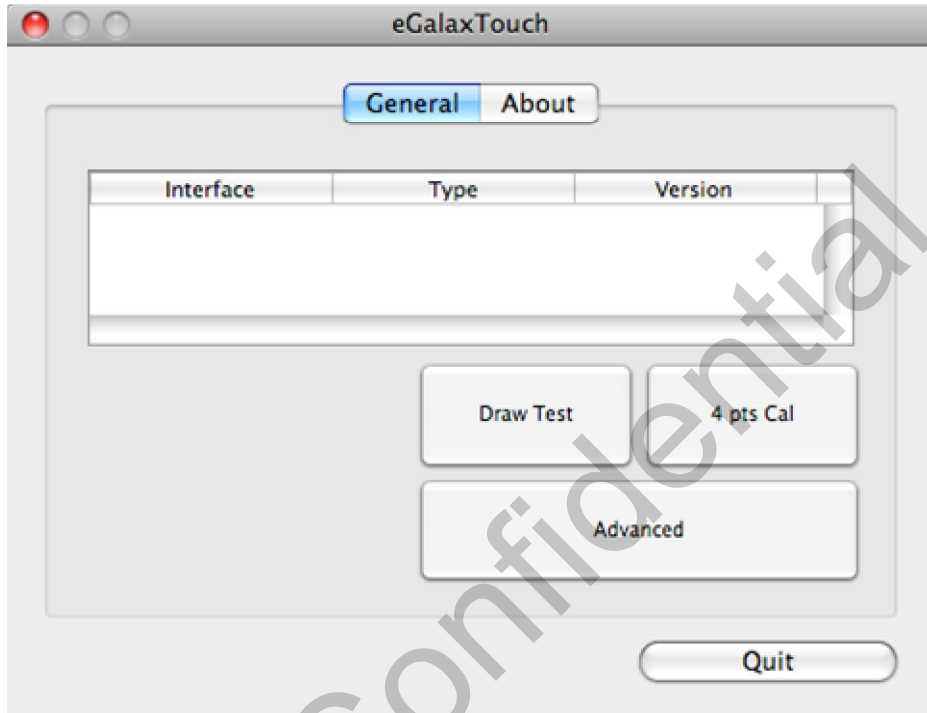 eGalaxTouch
General About
Interface Type Version
Draw Test 4 pts Cal
Advanced
Quit
Confidential